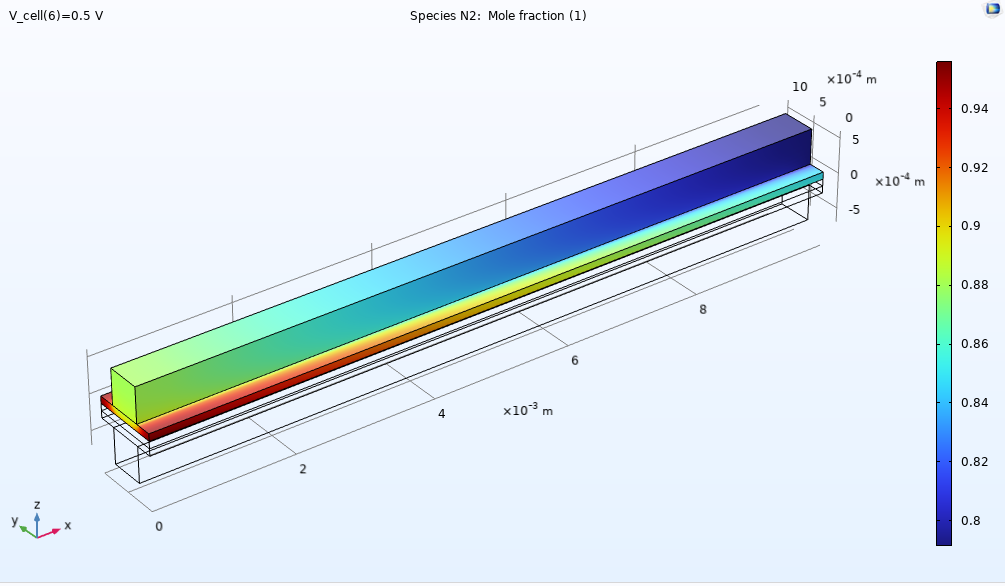 V_cell(6)=0.5 V
Species N2: Mole fraction (1)
10
×10⁻⁴ m
5
0
5
0
×10⁻⁴ m
-5
8
6
×10⁻³ m
4
2
0
0.94
0.92
0.9
0.88
0.86
0.84
0.82
0.8
z
y
x